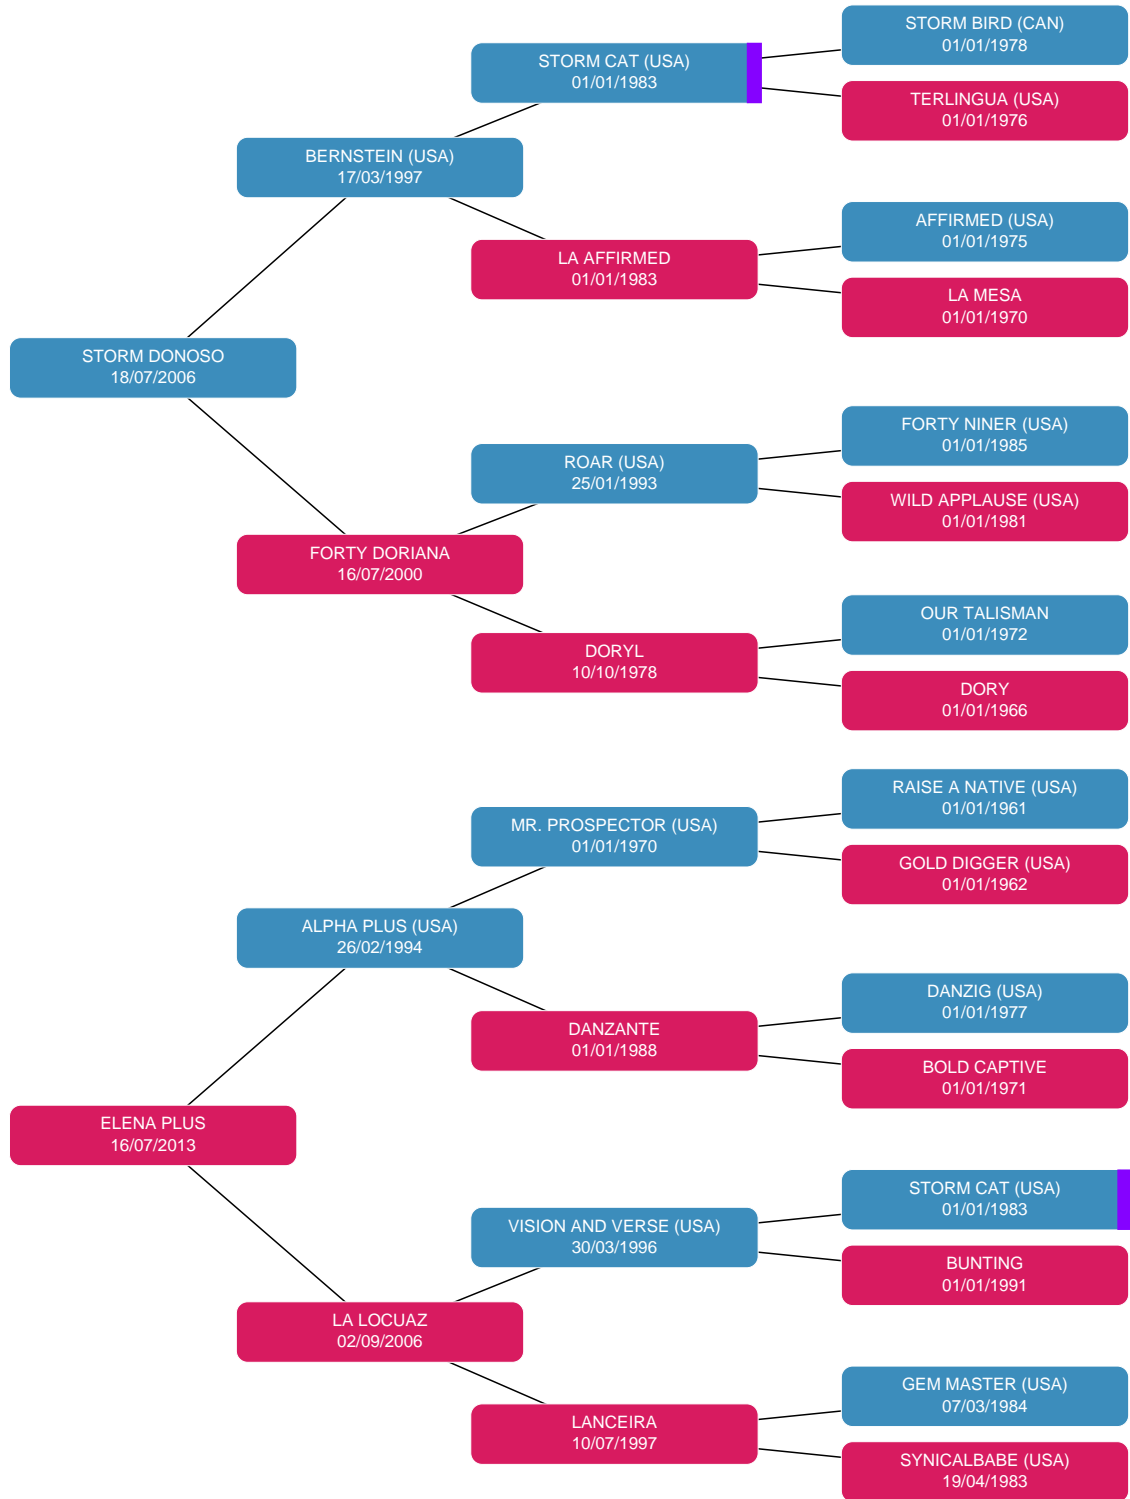 STORM BIRD (CAN)
01/01/1978
STORM CAT (USA)
01/01/1983
TERLINGUA (USA)
01/01/1976
BERNSTEIN (USA)
17/03/1997
AFFIRMED (USA)
01/01/1975
LA AFFIRMED
01/01/1983
LA MESA
01/01/1970
STORM DONOSO
18/07/2006
FORTY NINER (USA)
01/01/1985
ROAR (USA)
25/01/1993
WILD APPLAUSE (USA)
01/01/1981
FORTY DORIANA
16/07/2000
OUR TALISMAN
01/01/1972
DORYL
10/10/1978
DORY
01/01/1966
RAISE A NATIVE (USA)
01/01/1961
MR. PROSPECTOR (USA)
01/01/1970
GOLD DIGGER (USA)
01/01/1962
ALPHA PLUS (USA)
26/02/1994
DANZIG (USA)
01/01/1977
DANZANTE
01/01/1988
BOLD CAPTIVE
01/01/1971
ELENA PLUS
16/07/2013
STORM CAT (USA)
01/01/1983
VISION AND VERSE (USA)
30/03/1996
BUNTING
01/01/1991
LA LOCUAZ
02/09/2006
GEM MASTER (USA)
07/03/1984
LANCEIRA
10/07/1997
SYNICALBABE (USA)
19/04/1983